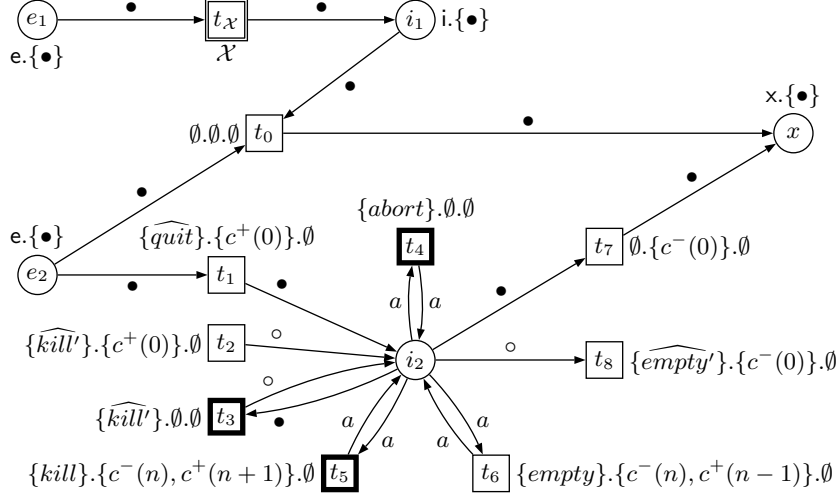 e₁ • t_𝒳 • i₁ i.{•}
e.{•} 𝒳
•
x.{•}
∅.∅.∅ t₀ • x
•
•
{abort}.∅.∅
e.{•} {q͡uit}.{c⁺(0)}.∅
t₄ t₇ ∅.{c⁻(0)}.∅
e₂ • t₁ •
a a •
{k͡ill′}.{c⁺(0)}.∅ t₂ ∘ i₂ ∘ t₈ {e͡mpty′}.{c⁻(0)}.∅
∘
{k͡ill′}.∅.∅ t₃ •
a a a a
{kill}.{c⁻(n), c⁺(n+1)}.∅ t₅ t₆ {empty}.{c⁻(n), c⁺(n−1)}.∅